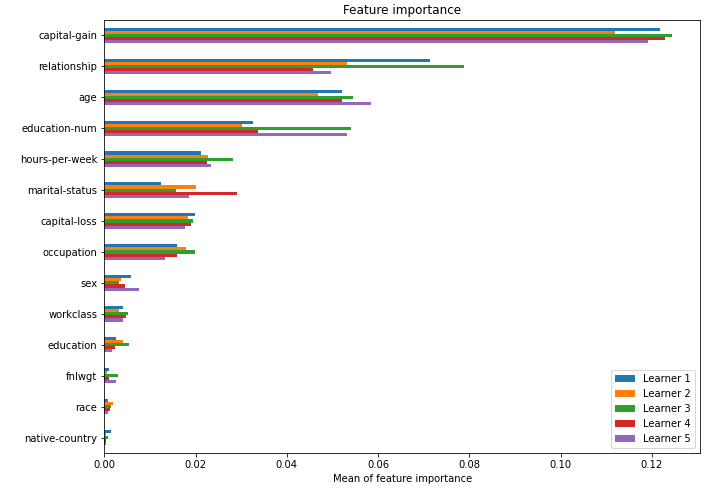 Feature importance
capital-gain
relationship
age
education-num
hours-per-week
marital-status
capital-loss
occupation
sex
workclass
education
fnlwgt
race
native-country
Learner 1
Learner 2
Learner 3
Learner 4
Learner 5
0.00 0.02 0.04 0.06 0.08 0.10 0.12
Mean of feature importance